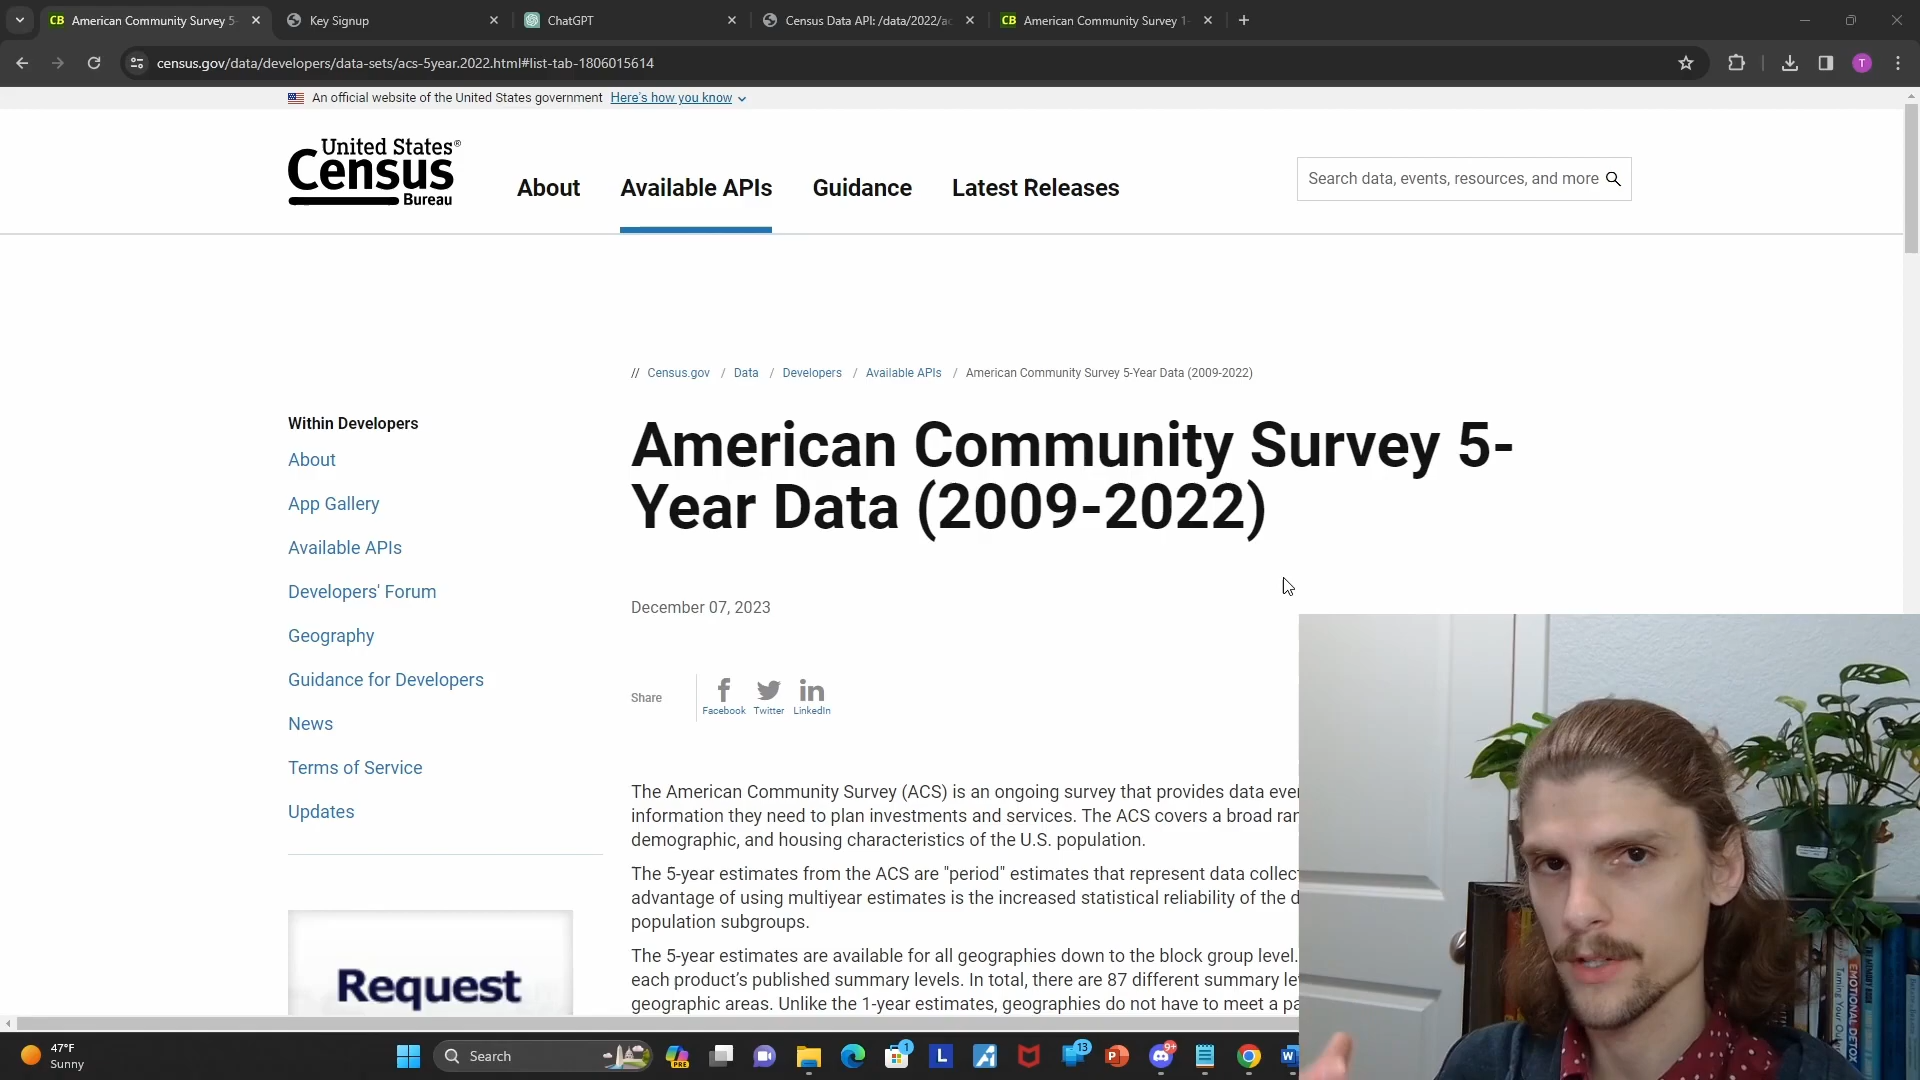 American Community Survey 5-
Key Signup
ChatGPT
Census Data API: /data/2022/ac
American Community Survey 1-
census.gov/data/developers/data-sets/acs-5year.2022.html#list-tab-1806015614
T
An official website of the United States government Here's how you know
United States®
Census
Bureau
About
Available APIs
Guidance
Latest Releases
Search data, events, resources, and more
// Census.gov / Data / Developers / Available APIs / American Community Survey 5-Year Data (2009-2022)
Within Developers
About
App Gallery
Available APIs
Developers' Forum
Geography
Guidance for Developers
News
Terms of Service
Updates
Request
American Community Survey 5-
Year Data (2009-2022)
December 07, 2023
Share
Facebook
Twitter
LinkedIn
The American Community Survey (ACS) is an ongoing survey that provides data ever
information they need to plan investments and services. The ACS covers a broad ran
demographic, and housing characteristics of the U.S. population.
The 5-year estimates from the ACS are "period" estimates that represent data collect
advantage of using multiyear estimates is the increased statistical reliability of the d
population subgroups.
The 5-year estimates are available for all geographies down to the block group level.
each product's published summary levels. In total, there are 87 different summary le
geographic areas. Unlike the 1-year estimates, geographies do not have to meet a pa
EMOTIONAL DETOX
47°F
Sunny
Search
PRE
1
L
13
P
9+
W